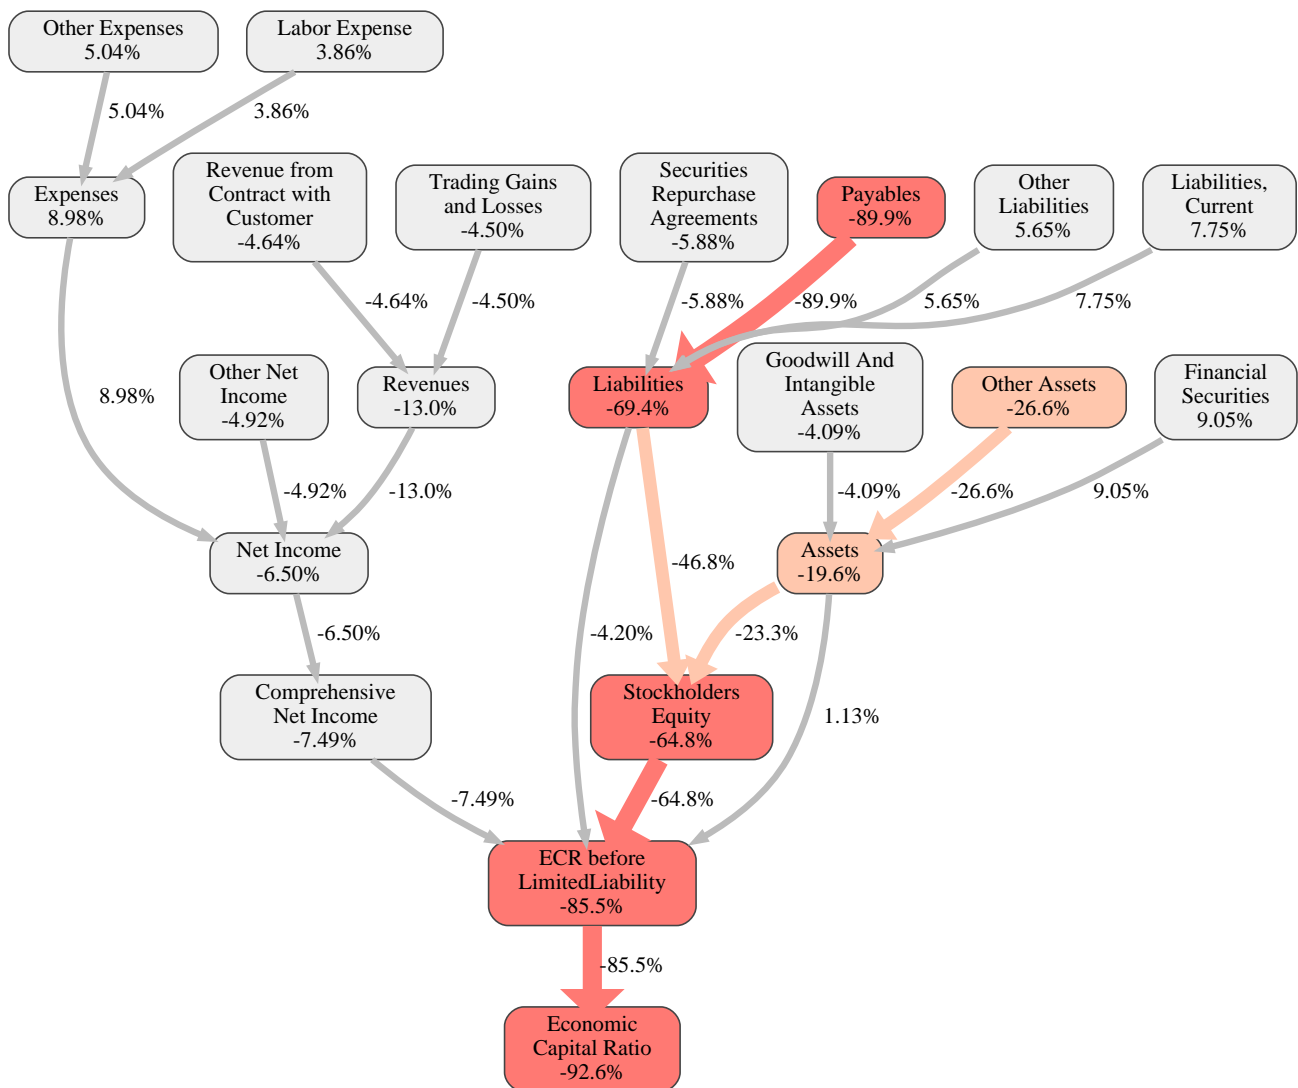 Other Expenses
5.04%
Labor Expense
3.86%
5.04%
3.86%
Expenses
8.98%
Revenue from
Contract with
Customer
-4.64%
Trading Gains
and Losses
-4.50%
Securities
Repurchase
Agreements
-5.88%
Payables
-89.9%
Other
Liabilities
5.65%
Liabilities,
Current
7.75%
-4.64%
-4.50%
-5.88%
-89.9%
5.65%
7.75%
8.98%
Other Net
Income
-4.92%
Revenues
-13.0%
Liabilities
-69.4%
Goodwill And
Intangible
Assets
-4.09%
Other Assets
-26.6%
Financial
Securities
9.05%
-4.92%
-13.0%
-46.8%
-4.09%
-26.6%
9.05%
Net Income
-6.50%
Assets
-19.6%
-6.50%
-4.20%
-23.3%
1.13%
Comprehensive
Net Income
-7.49%
Stockholders
Equity
-64.8%
-7.49%
-64.8%
ECR before
LimitedLiability
-85.5%
-85.5%
Economic
Capital Ratio
-92.6%